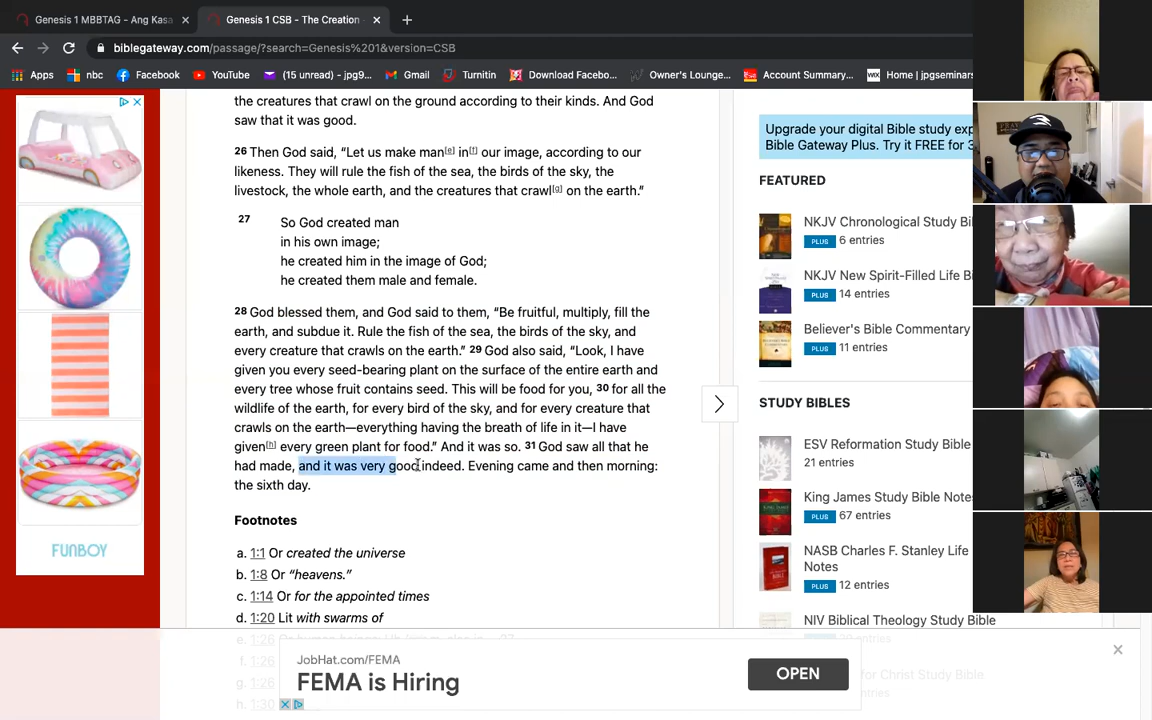 Genesis 1 MBBTAG - Ang Kasa
Genesis 1 CSB - The Creation -
biblegateway.com/passage/?search=Genesis%201&version=CSB
Apps nbc Facebook YouTube (15 unread) - jpg9... Gmail Turnitin Download Facebo... Owner's Lounge... Account Summary... Home | jpgseminars
the creatures that crawl on the ground according to their kinds. And God
saw that it was good.
26 Then God said, “Let us make man[e] in[f] our image, according to our
likeness. They will rule the fish of the sea, the birds of the sky, the
livestock, the whole earth, and the creatures that crawl[g] on the earth.”
27 So God created man
in his own image;
he created him in the image of God;
he created them male and female.
28 God blessed them, and God said to them, “Be fruitful, multiply, fill the
earth, and subdue it. Rule the fish of the sea, the birds of the sky, and
every creature that crawls on the earth.” 29 God also said, “Look, I have
given you every seed-bearing plant on the surface of the entire earth and
every tree whose fruit contains seed. This will be food for you, 30 for all the
wildlife of the earth, for every bird of the sky, and for every creature that
crawls on the earth—everything having the breath of life in it—I have
given[h] every green plant for food.” And it was so. 31 God saw all that he
had made, and it was very good indeed. Evening came and then morning:
the sixth day.
Footnotes
a. 1:1 Or created the universe
b. 1:8 Or “heavens.”
c. 1:14 Or for the appointed times
d. 1:20 Lit with swarms of
e. 1:26
f. 1:26
g. 1:26
h. 1:30
FUNBOY
Upgrade your digital Bible study exp
Bible Gateway Plus. Try it FREE for 3
FEATURED
NKJV Chronological Study Bi
PLUS 6 entries
NKJV New Spirit-Filled Life Bi
PLUS 14 entries
Believer's Bible Commentary
PLUS 11 entries
STUDY BIBLES
ESV Reformation Study Bible
21 entries
King James Study Bible Notes
PLUS 67 entries
NASB Charles F. Stanley Life
Notes
PLUS 12 entries
NIV Biblical Theology Study Bible
entries
for Christ Study Bible
entries
JobHat.com/FEMA
FEMA is Hiring
OPEN